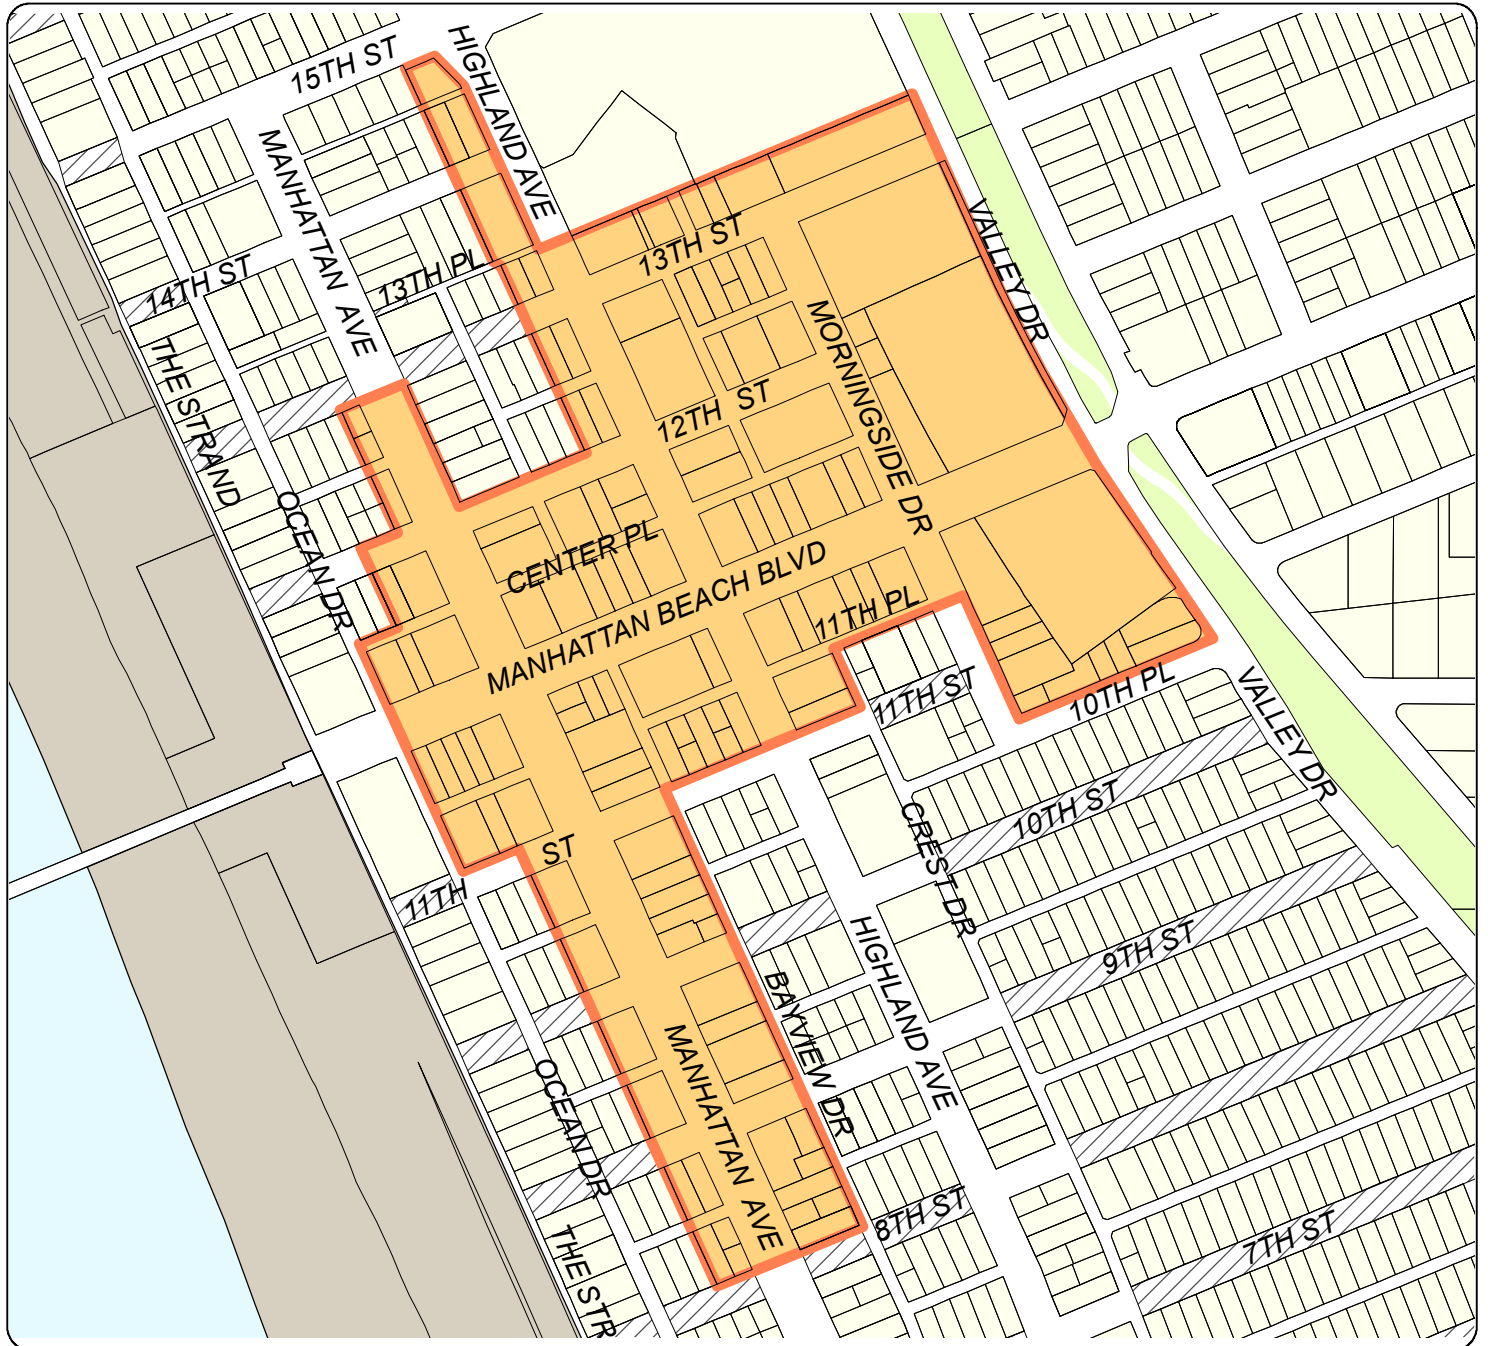 15TH ST
HIGHLAND AVE
MANHATTAN AVE
14TH ST
13TH PL
13TH ST
VALLEY DR
THE STRAND
MORNINGSIDE DR
12TH ST
OCEAN DR
CENTER PL
MANHATTAN BEACH BLVD
11TH PL
11TH ST
10TH PL
VALLEY DR
10TH ST
CREST DR
11TH ST
9TH ST
HIGHLAND AVE
BAYVIEW DR
MANHATTAN AVE
OCEAN DR
8TH ST
7TH ST
THE STR